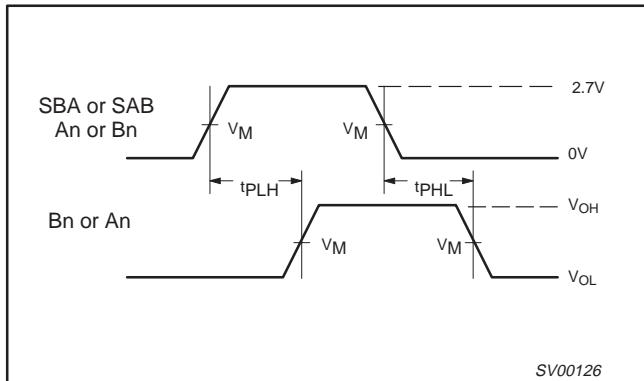 2.7V
SBA or SAB
An or Bn
VM
VM
0V
tPLH
tPHL
Bn or An
VOH
VM
VM
VOL
SV00126